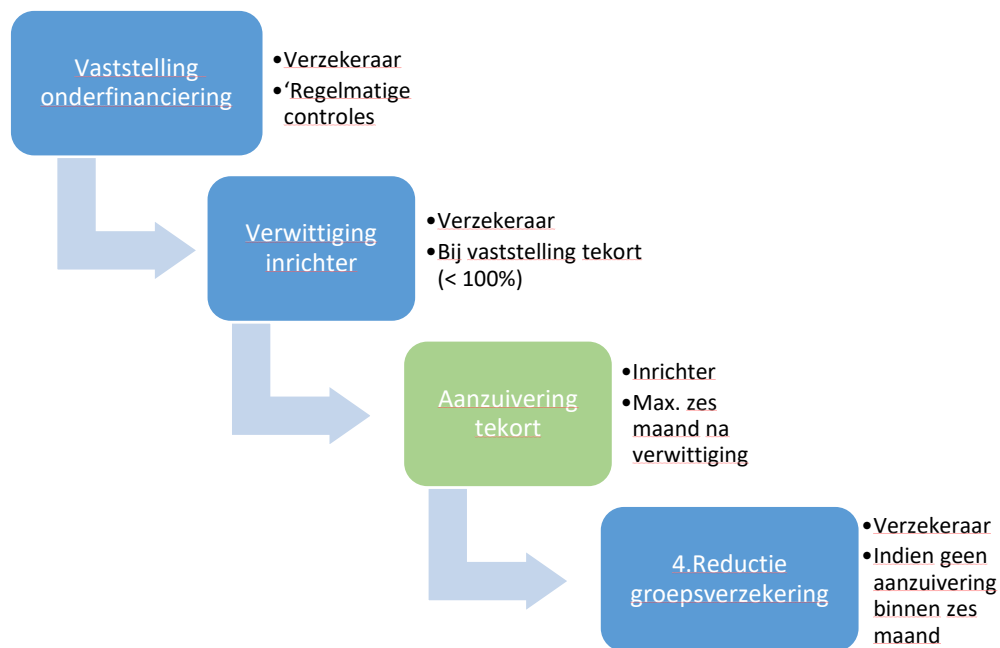 Vaststelling
onderfinanciering
•Verzekeraar
•‘Regelmatige
controles
Verwittiging
inrichter
•Verzekeraar
•Bij vaststelling tekort
(< 100%)
Aanzuivering
tekort
•Inrichter
•Max. zes
maand na
verwittiging
4.Reductie
groepsverzekering
•Verzekeraar
•Indien geen
aanzuivering
binnen zes
maand